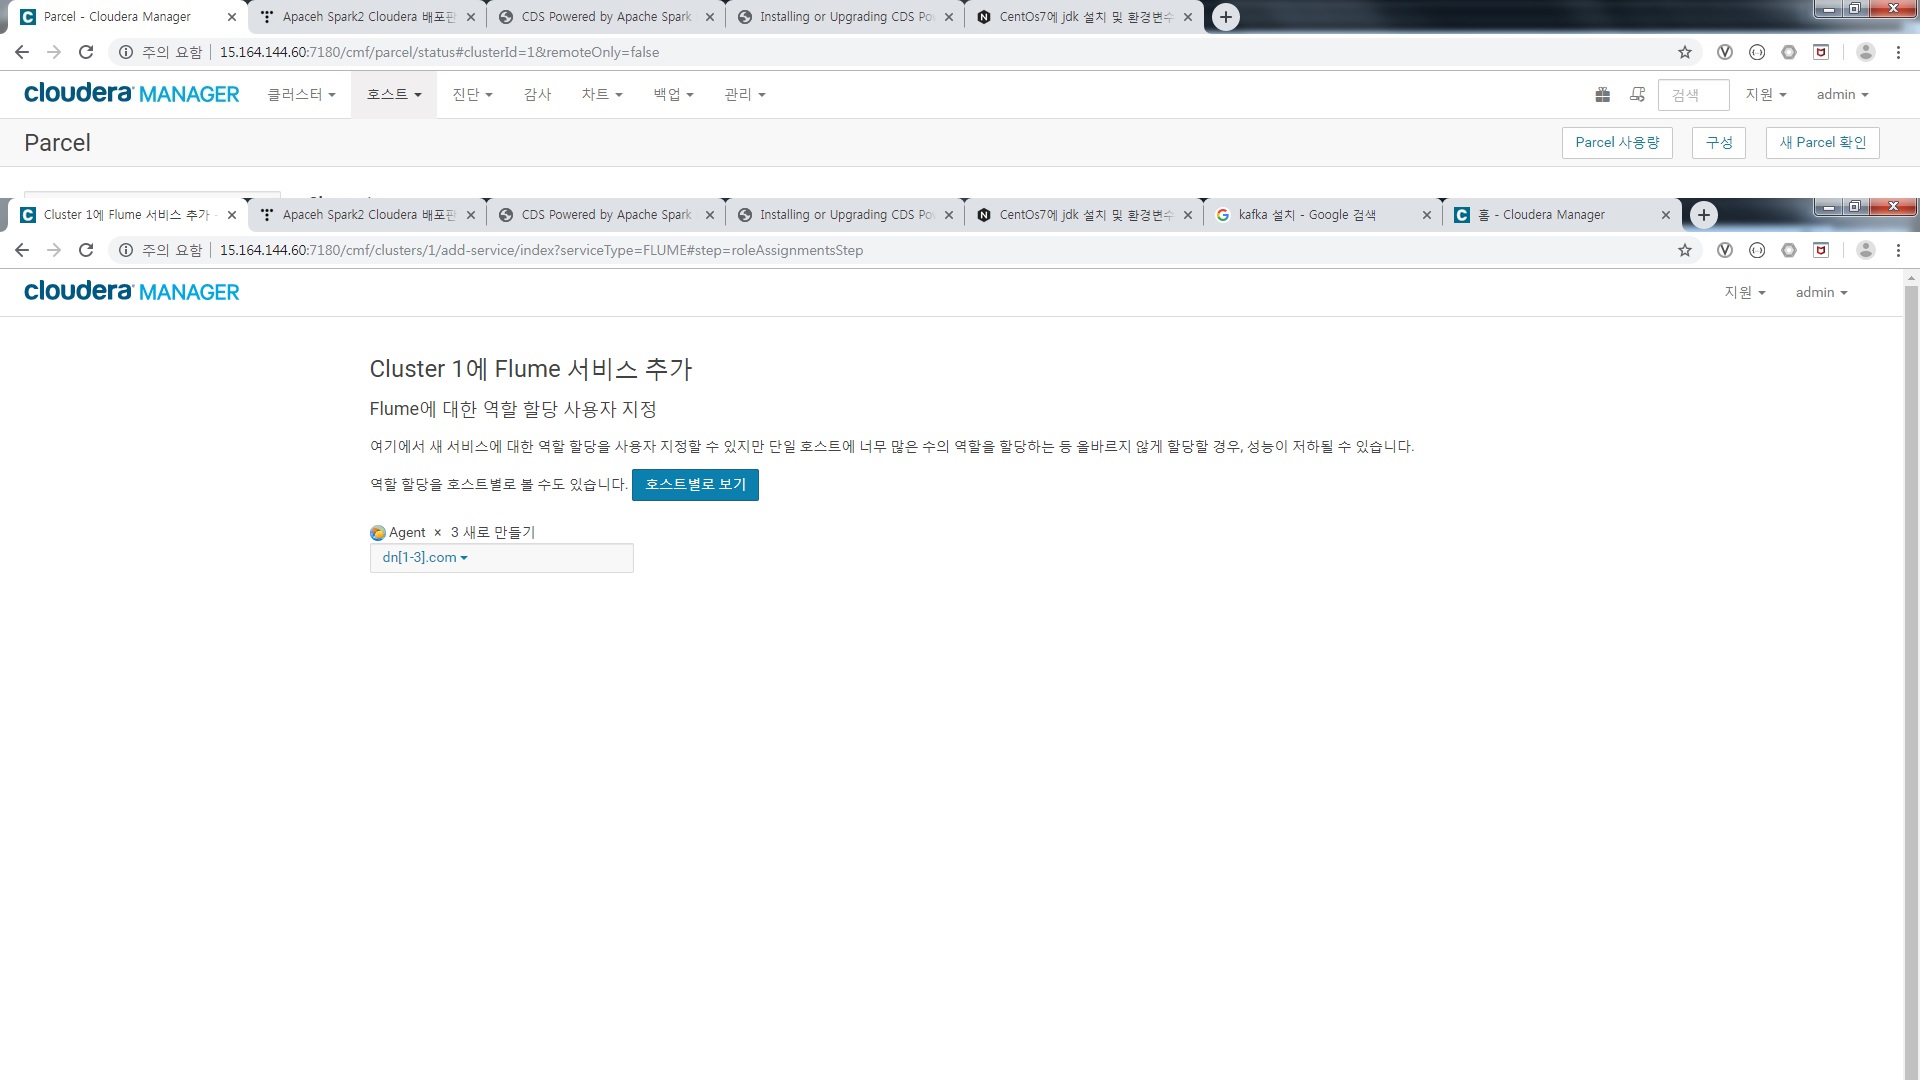 Parcel - Cloudera Manager
Apaceh Spark2 Cloudera 배포판
CDS Powered by Apache Spark
Installing or Upgrading CDS Po
CentOs7에 jdk 설치 및 환경변수
주의 요함 | 15.164.144.60:7180/cmf/parcel/status#clusterId=1&remoteOnly=false
cloudera MANAGER 클러스터 호스트 진단 감사 차트 백업 관리 검색 지원 admin
Parcel Parcel 사용량 구성 새 Parcel 확인
Cluster 1에 Flume 서비스 추가 -
Apaceh Spark2 Cloudera 배포판
CDS Powered by Apache Spark
Installing or Upgrading CDS Po
CentOs7에 jdk 설치 및 환경변수
kafka 설치 - Google 검색
홈 - Cloudera Manager
주의 요함 | 15.164.144.60:7180/cmf/clusters/1/add-service/index?serviceType=FLUME#step=roleAssignmentsStep
cloudera MANAGER 지원 admin
Cluster 1에 Flume 서비스 추가
Flume에 대한 역할 할당 사용자 지정
여기에서 새 서비스에 대한 역할 할당을 사용자 지정할 수 있지만 단일 호스트에 너무 많은 수의 역할을 할당하는 등 올바르지 않게 할당할 경우, 성능이 저하될 수 있습니다.
역할 할당을 호스트별로 볼 수도 있습니다. 호스트별로 보기
Agent × 3 새로 만들기
dn[1-3].com